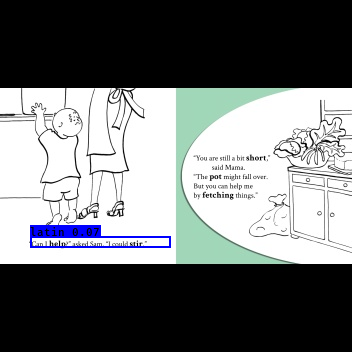 latin 0.97
"Can I help?" asked Sam. "I could stir."
"You are still a bit short,"
said Mama.
"The pot might fall over.
But you can help me
by fetching things."